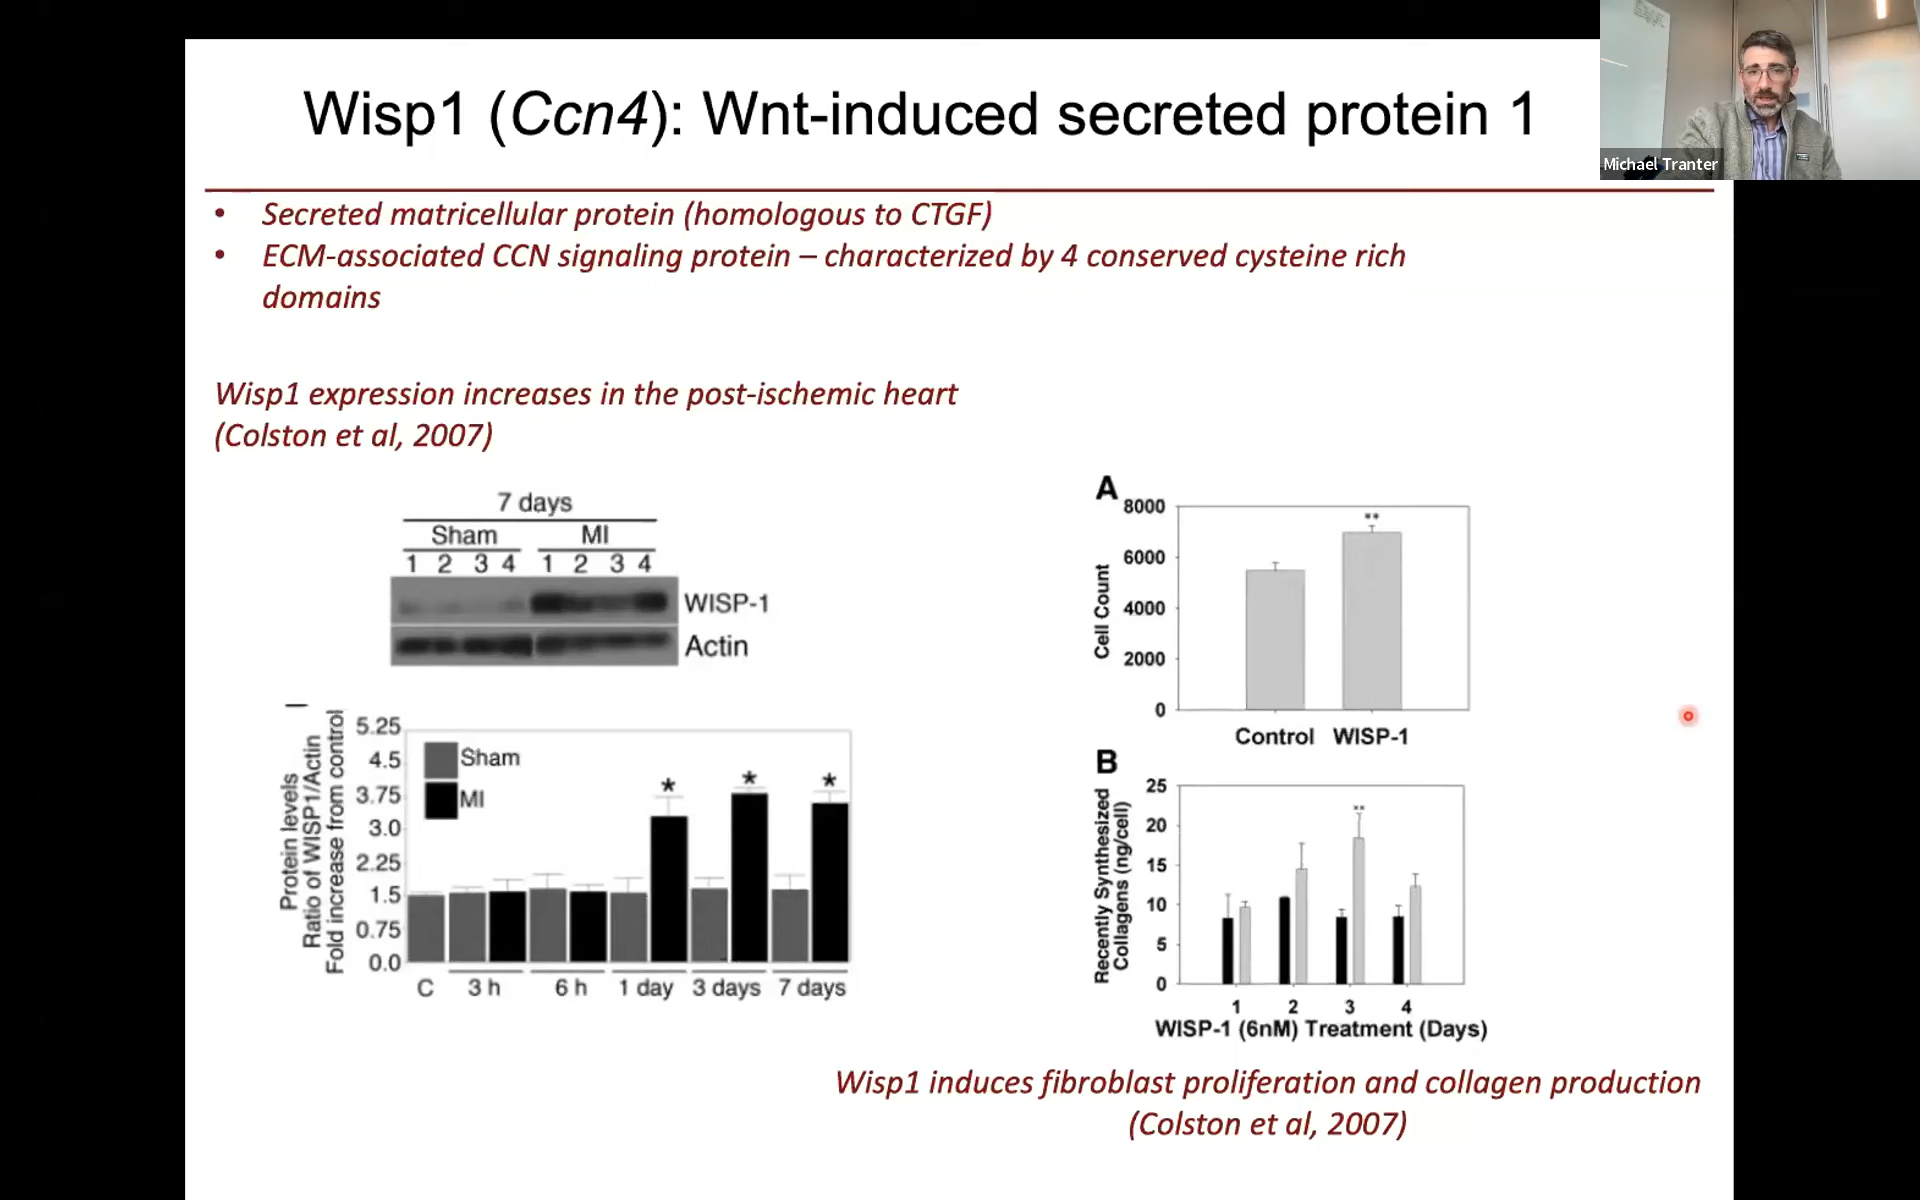 Wisp1 (Ccn4): Wnt-induced secreted protein 1
Michael Tranter
• Secreted matricellular protein (homologous to CTGF)
• ECM-associated CCN signaling protein – characterized by 4 conserved cysteine rich
domains
Wisp1 expression increases in the post-ischemic heart
(Colston et al, 2007)
7 days
Sham MI
1 2 3 4 1 2 3 4
WISP-1
Actin
Protein levels
Ratio of WISP1/Actin
Fold increase from control
5.25
4.5
3.75
3.0
2.25
1.5
0.75
0.0
Sham
MI
* * *
C 3 h 6 h 1 day 3 days 7 days
A
Cell Count
8000
6000
4000
2000
0
**
Control WISP-1
B
Recently Synthesized
Collagens (ng/cell)
25
20
15
10
5
0
**
1 2 3 4
WISP-1 (6nM) Treatment (Days)
Wisp1 induces fibroblast proliferation and collagen production
(Colston et al, 2007)